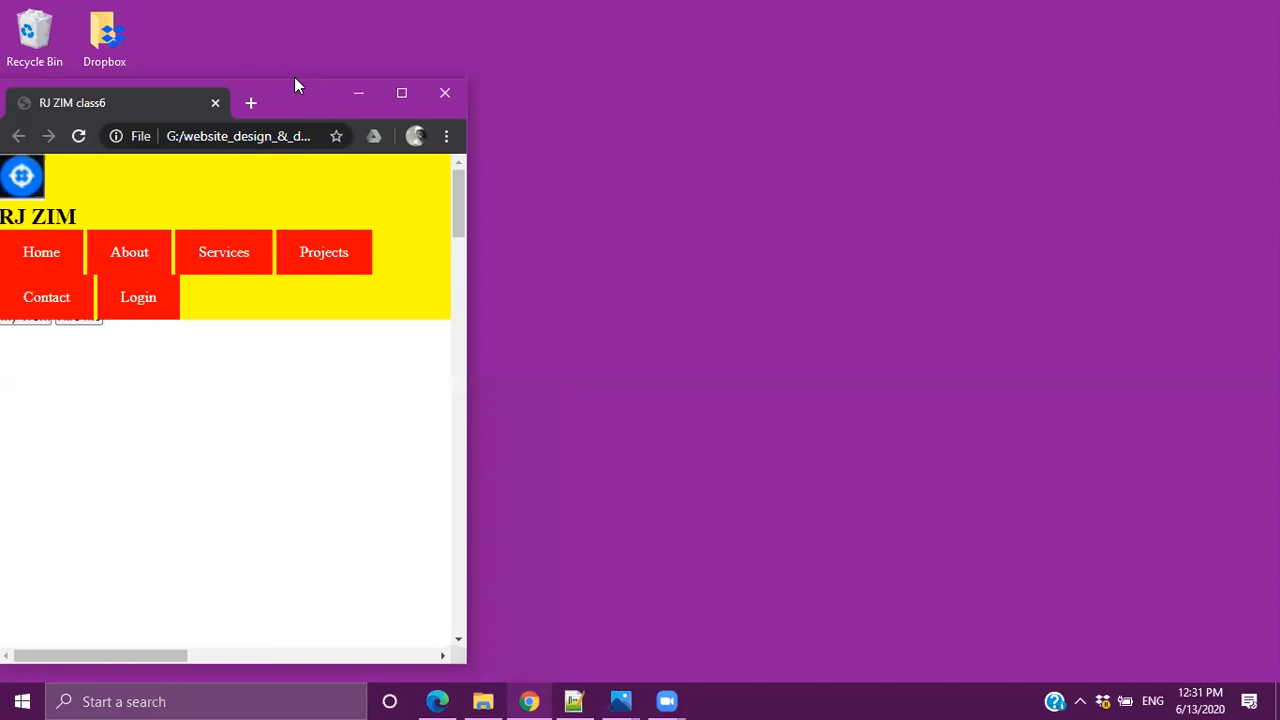 Recycle Bin
Dropbox
RJ ZIM class6
File
G:/website_design_&_d...
RJ ZIM
Home
About
Services
Projects
Contact
Login
Start a search
ENG
12:31 PM
6/13/2020